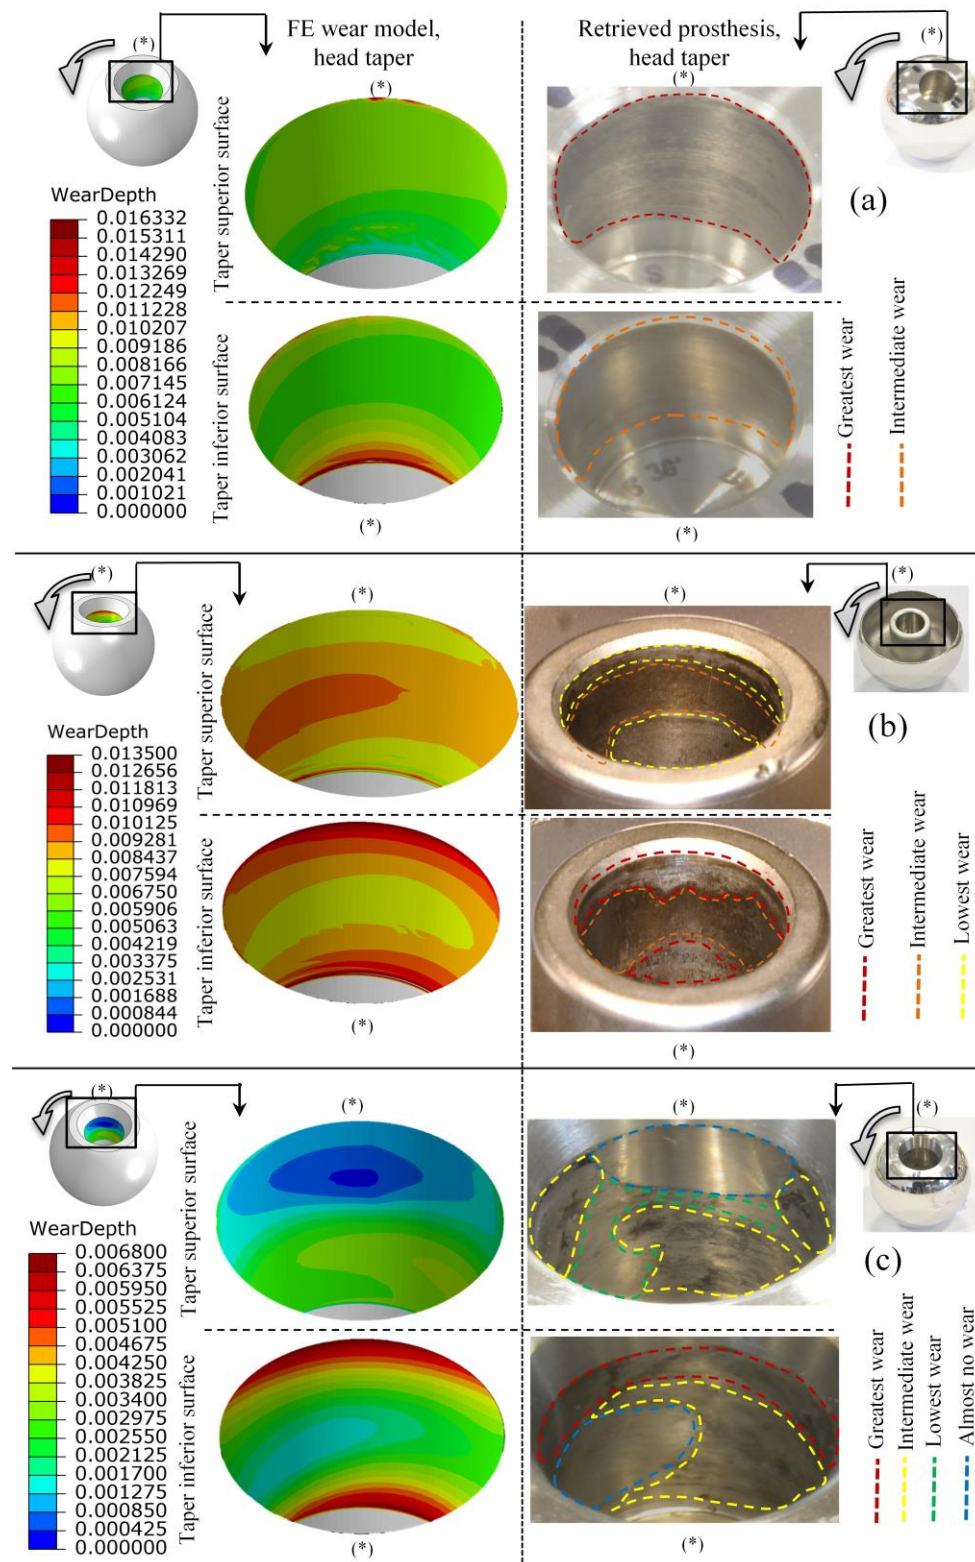 FE wear model,
head taper
(*)
Retrieved prosthesis,
head taper
(*)
(*)
(*)
WearDepth
0.016332
0.015311
0.014290
0.013269
0.012249
0.011228
0.010207
0.009186
0.008166
0.007145
0.006124
0.005104
0.004083
0.003062
0.002041
0.001021
0.000000
Taper superior surface
S
(a)
Taper inferior surface
(*)
36°
(*)
Greatest wear
Intermediate wear
(*)
(*)
(*)
(*)
WearDepth
0.013500
0.012656
0.011813
0.010969
0.010125
0.009281
0.008437
0.007594
0.006750
0.005906
0.005063
0.004219
0.003375
0.002531
0.001688
0.000844
0.000000
Taper superior surface
(b)
Taper inferior surface
(*)
(*)
Greatest wear
Intermediate wear
Lowest wear
(*)
(*)
(*)
(*)
WearDepth
0.006800
0.006375
0.005950
0.005525
0.005100
0.004675
0.004250
0.003825
0.003400
0.002975
0.002550
0.002125
0.001700
0.001275
0.000850
0.000425
0.000000
Taper superior surface
(c)
Taper inferior surface
(*)
(*)
Greatest wear
Intermediate wear
Lowest wear
Almost no wear